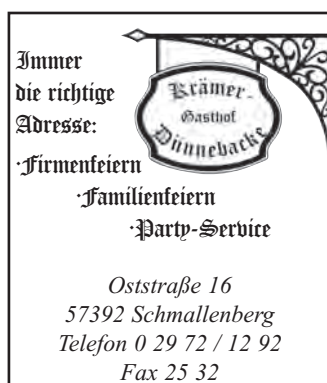 Immer
die richtige
Adresse:
Krämer-
Gasthof
Dünnebacke
·Firmenfeiern
·Familienfeiern
·Party-Service
Oststraße 16
57392 Schmallenberg
Telefon 0 29 72 / 12 92
Fax 25 32